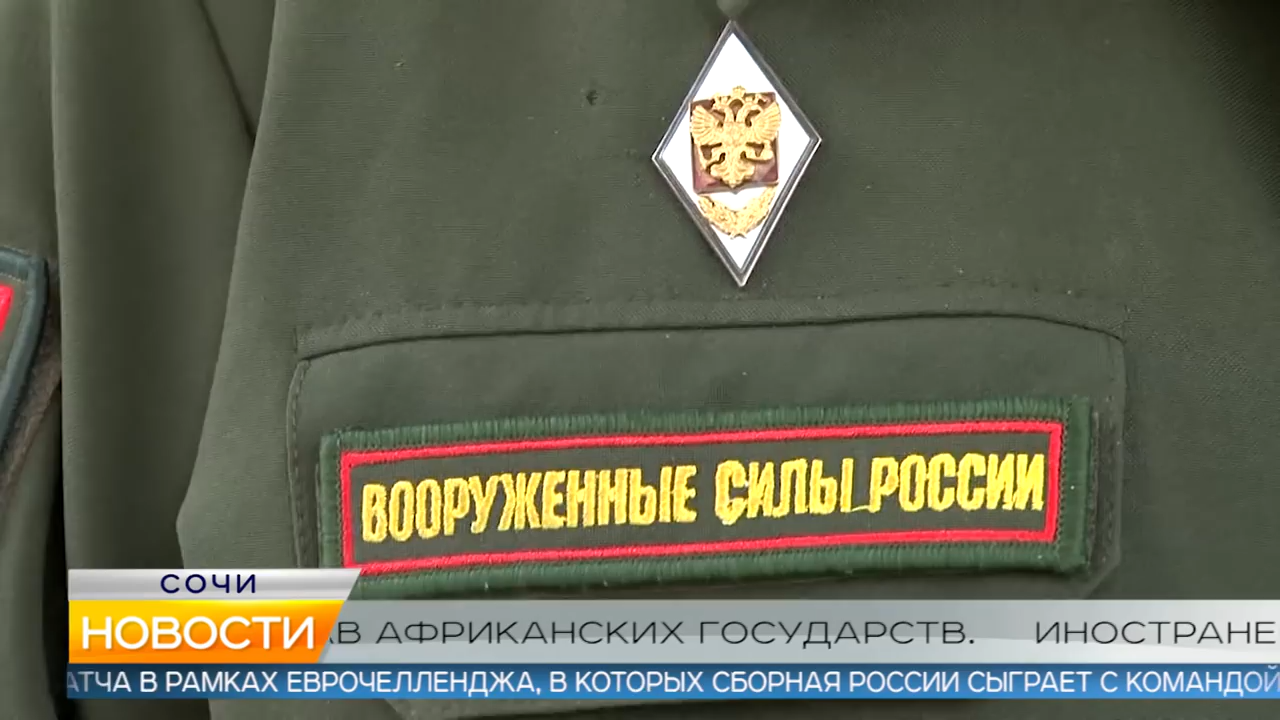 ВООРУЖЕННЫЕ СИЛЫ РОССИИ
СОЧИ
НОВОСТИ
АФРИКАНСКИХ ГОСУДАРСТВ. ИНОСТРАНЕ
АТЧА В РАМКАХ ЕВРОЧЕЛЛЕНДЖА, В КОТОРЫХ СБОРНАЯ РОССИИ СЫГРАЕТ С КОМАНДОЙ